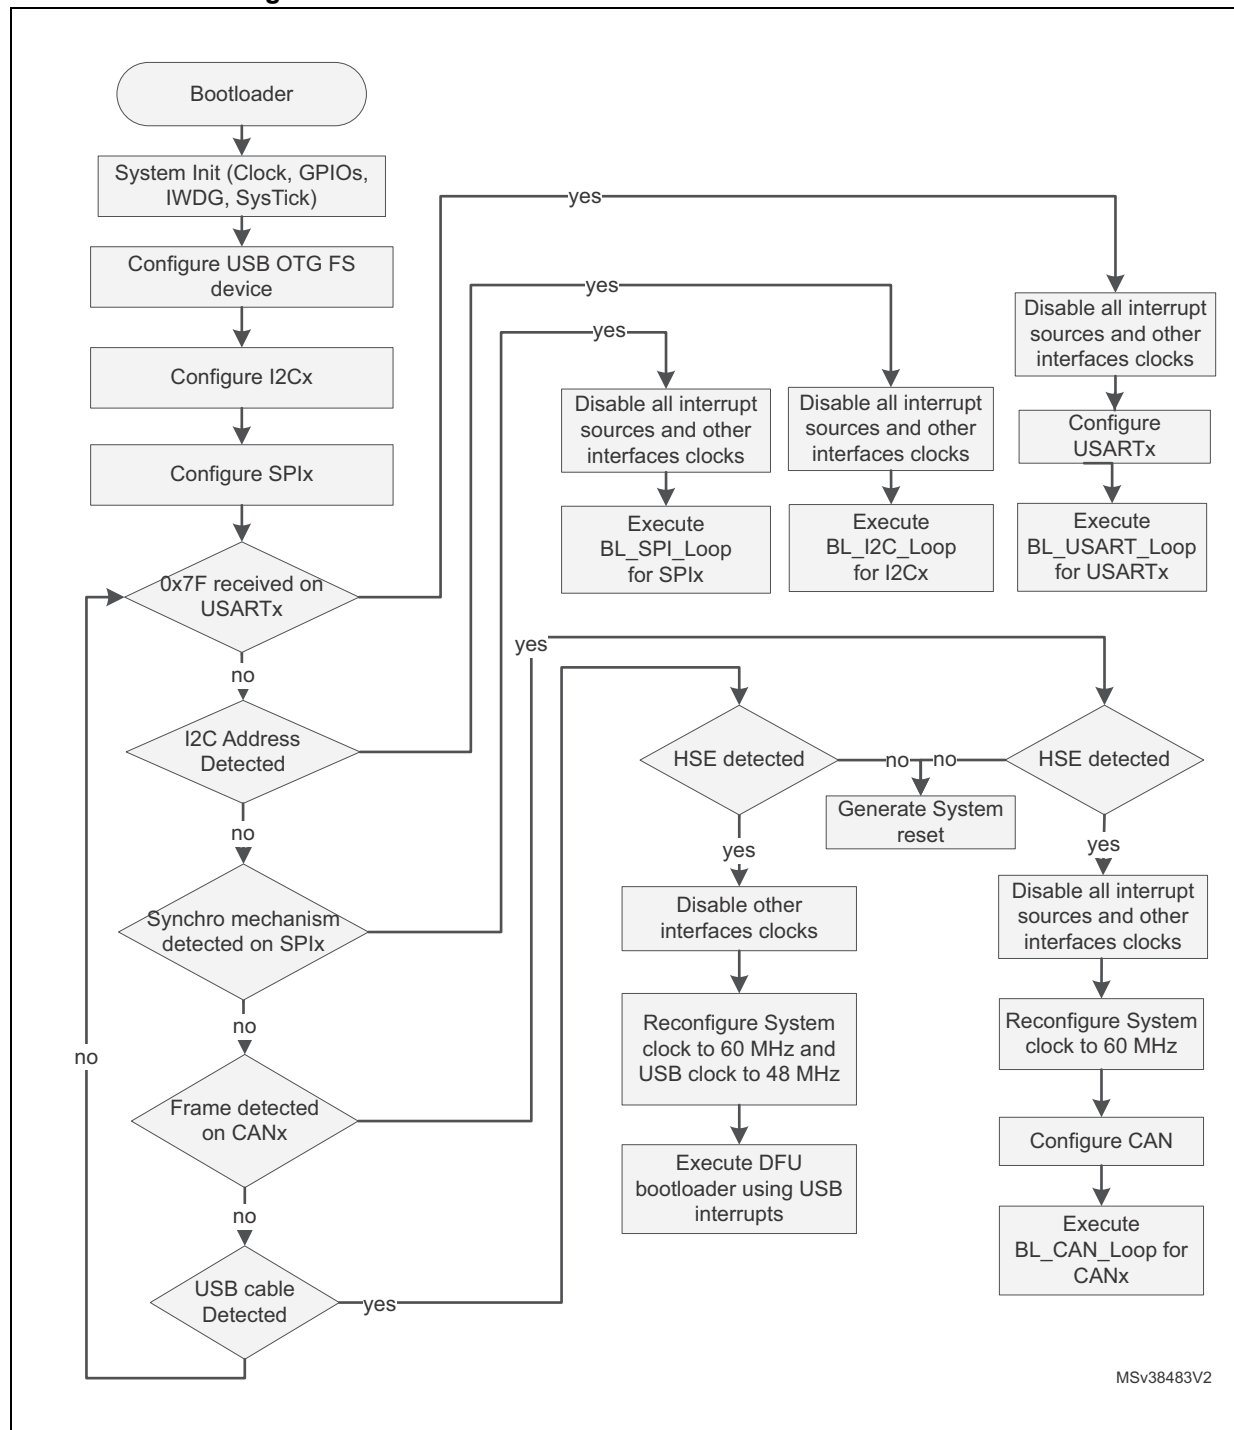 Bootloader
System Init (Clock, GPIOs,
IWDG, SysTick)
Configure USB OTG FS
device
Configure I2Cx
Configure SPIx
0x7F received on
USARTx
no
I2C Address
Detected
no
Synchro mechanism
detected on SPIx
no
Frame detected
on CANx
no
USB cable
Detected
no
yes
yes
yes
yes
yes
Disable all interrupt
sources and other
interfaces clocks
Execute
BL_SPI_Loop
for SPIx
Disable all interrupt
sources and other
interfaces clocks
Execute
BL_I2C_Loop
for I2Cx
Disable all interrupt
sources and other
interfaces clocks
Configure
USARTx
Execute
BL_USART_Loop
for USARTx
HSE detected
no
no
HSE detected
Generate System
reset
yes
Disable other
interfaces clocks
Reconfigure System
clock to 60 MHz and
USB clock to 48 MHz
Execute DFU
bootloader using USB
interrupts
yes
Disable all interrupt
sources and other
interfaces clocks
Reconfigure System
clock to 60 MHz
Configure CAN
Execute
BL_CAN_Loop for
CANx
MSv38483V2